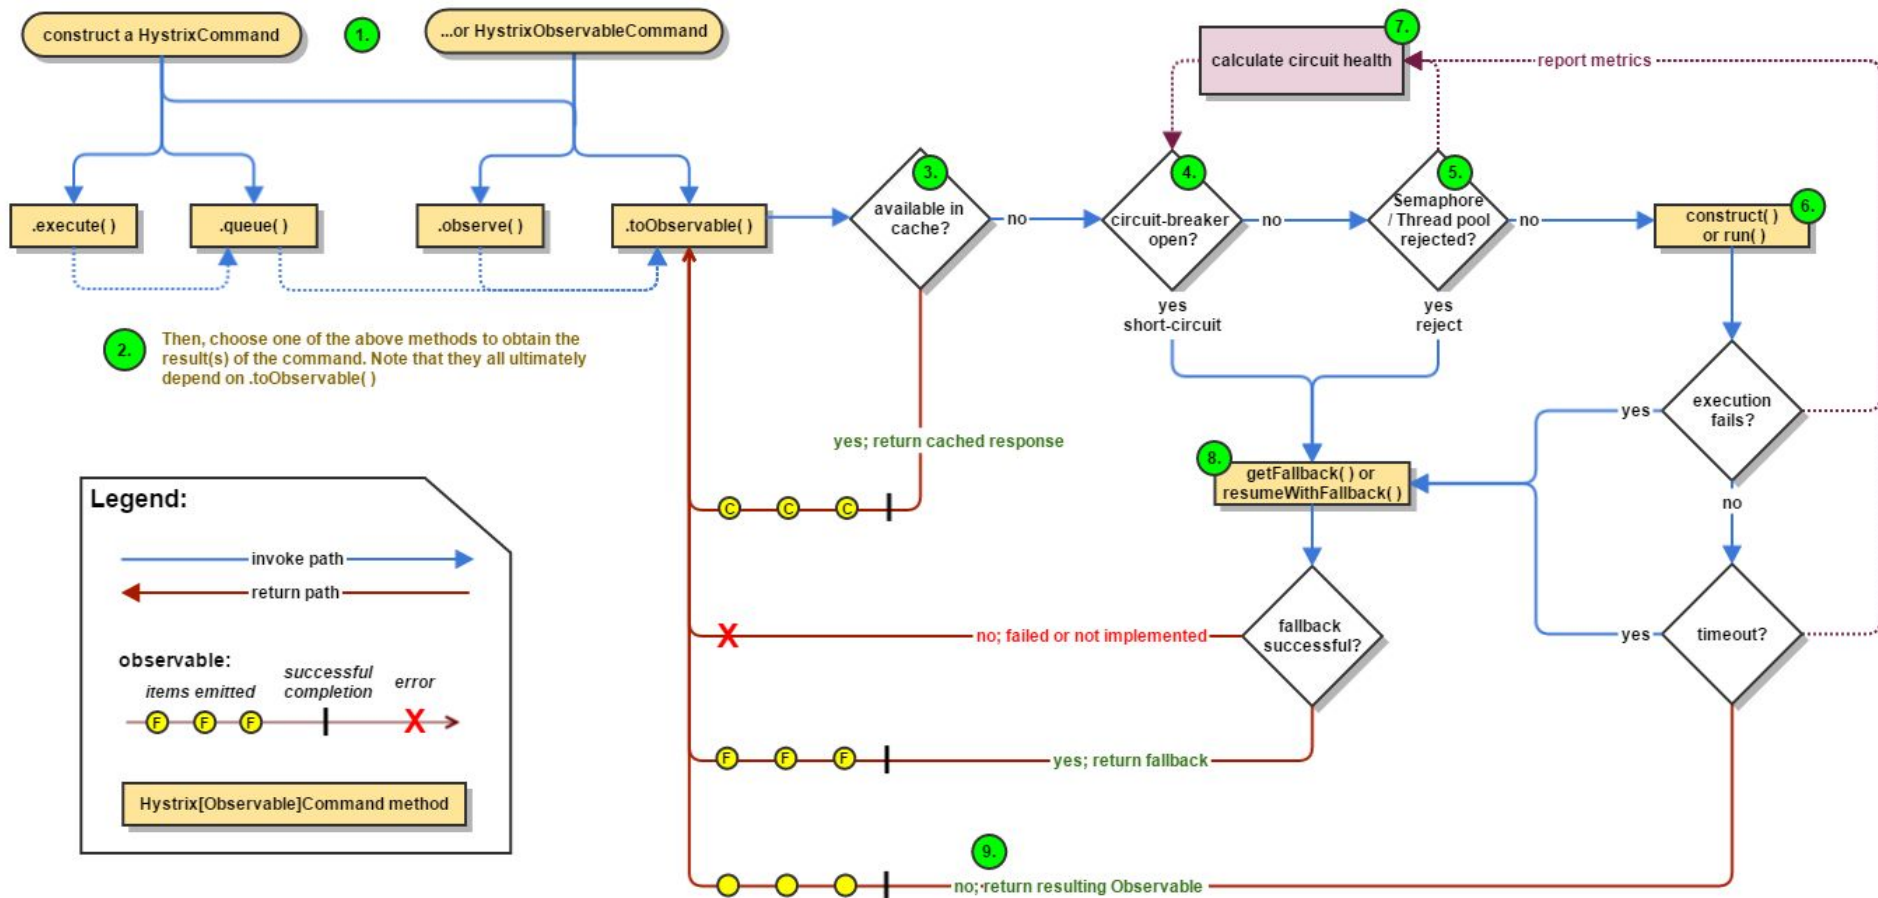 construct a HystrixCommand
1.
...or HystrixObservableCommand
7.
calculate circuit health
report metrics
.execute( )
.queue( )
.observe( )
.toObservable( )
3.
available in
cache?
no
4.
circuit-breaker
open?
no
5.
Semaphore
/ Thread pool
rejected?
no
6.
construct( )
or run( )
yes
short-circuit
yes
reject
2.
Then, choose one of the above methods to obtain the
result(s) of the command. Note that they all ultimately
depend on .toObservable( )
execution
fails?
yes
no
yes; return cached response
8.
getFallback( ) or
resumeWithFallback( )
C
C
C
fallback
successful?
no; failed or not implemented
X
timeout?
yes
F
F
F
yes; return fallback
9.
no; return resulting Observable
Legend:
invoke path
return path
observable:
items emitted
successful
completion
error
F
F
F
X
Hystrix[Observable]Command method